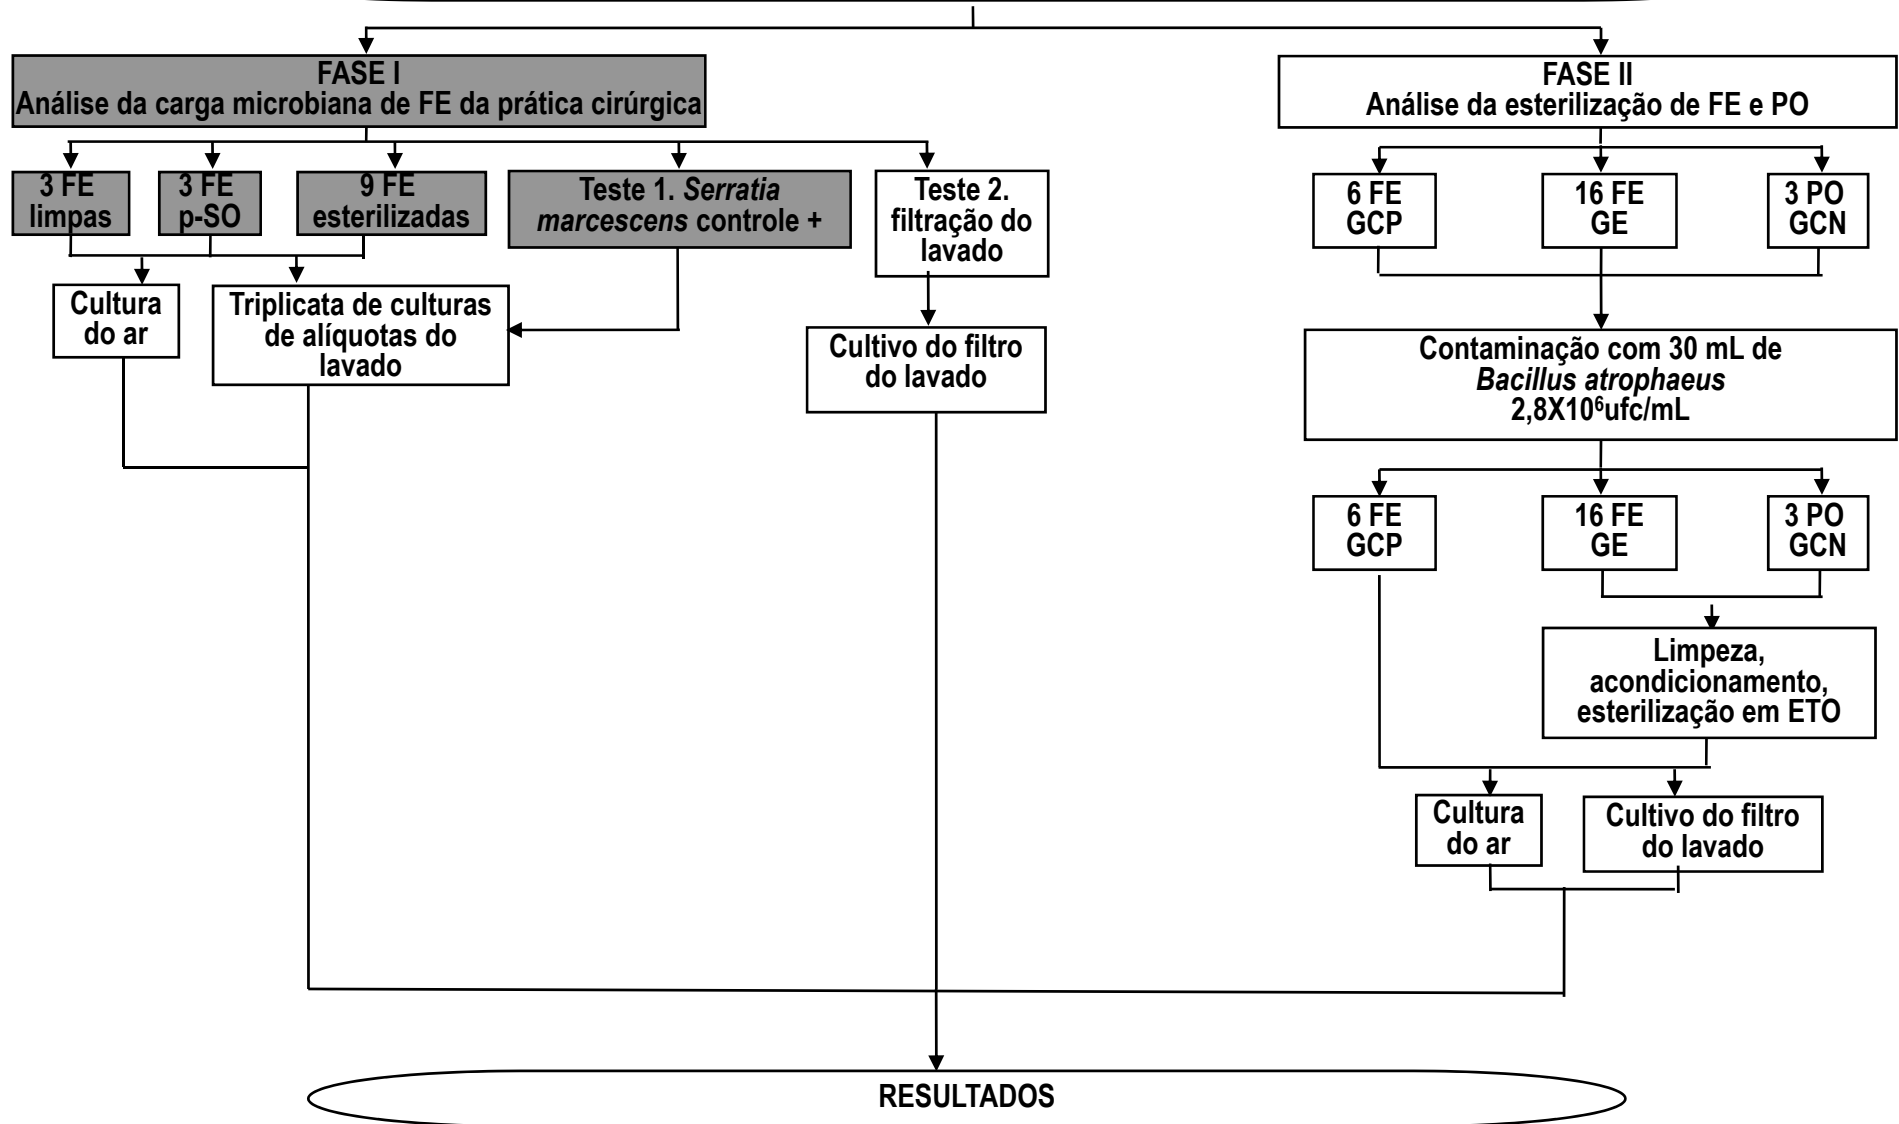 FASE I
Análise da carga microbiana de FE da prática cirúrgica
3 FE
limpas
3 FE
p-SO
9 FE
esterilizadas
Teste 1. Serratia
marcescens controle +
Teste 2.
filtração do
lavado
Cultura
do ar
Triplicata de culturas
de alíquotas do
lavado
Cultivo do filtro
do lavado
FASE II
Análise da esterilização de FE e PO
6 FE
GCP
16 FE
GE
3 PO
GCN
Contaminação com 30 mL de
Bacillus atrophaeus
2,8X10⁶ufc/mL
6 FE
GCP
16 FE
GE
3 PO
GCN
Limpeza,
acondicionamento,
esterilização em ETO
Cultura
do ar
Cultivo do filtro
do lavado
RESULTADOS